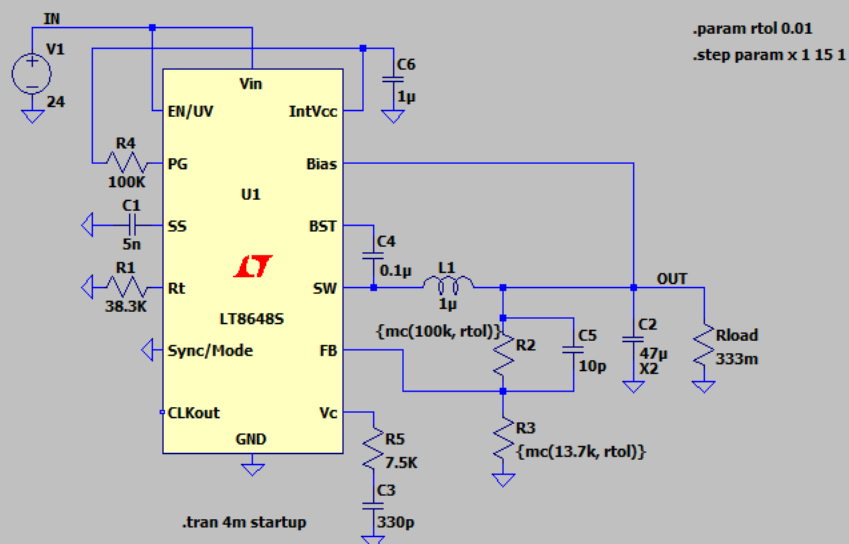 IN
.param rtol 0.01
V1
.step param x 1 15 1
C6
1µ
Vin
24
EN/UV
IntVcc
R4
100K
PG
Bias
U1
C1
5n
SS
BST
C4
0.1µ
L1
1µ
R1
38.3K
Rt
SW
OUT
LT8648S
{mc(100k, rtol)}
R2
C5
10p
C2
47µ
X2
Rload
333m
Sync/Mode
FB
CLKout
Vc
R3
{mc(13.7k, rtol)}
GND
R5
7.5K
C3
330p
.tran 4m startup